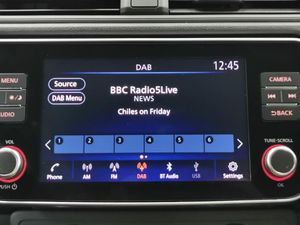 DAB
12:45
MENU
Source
BBC Radio5Live
CAMERA
DAB Menu
NEWS
AUDIO
Chiles on Friday
BACK
VOL
TUNE•SCROLL
1 2 3 4 5 6
PUSH
Phone AM FM DAB BT Audio USB Settings
OK